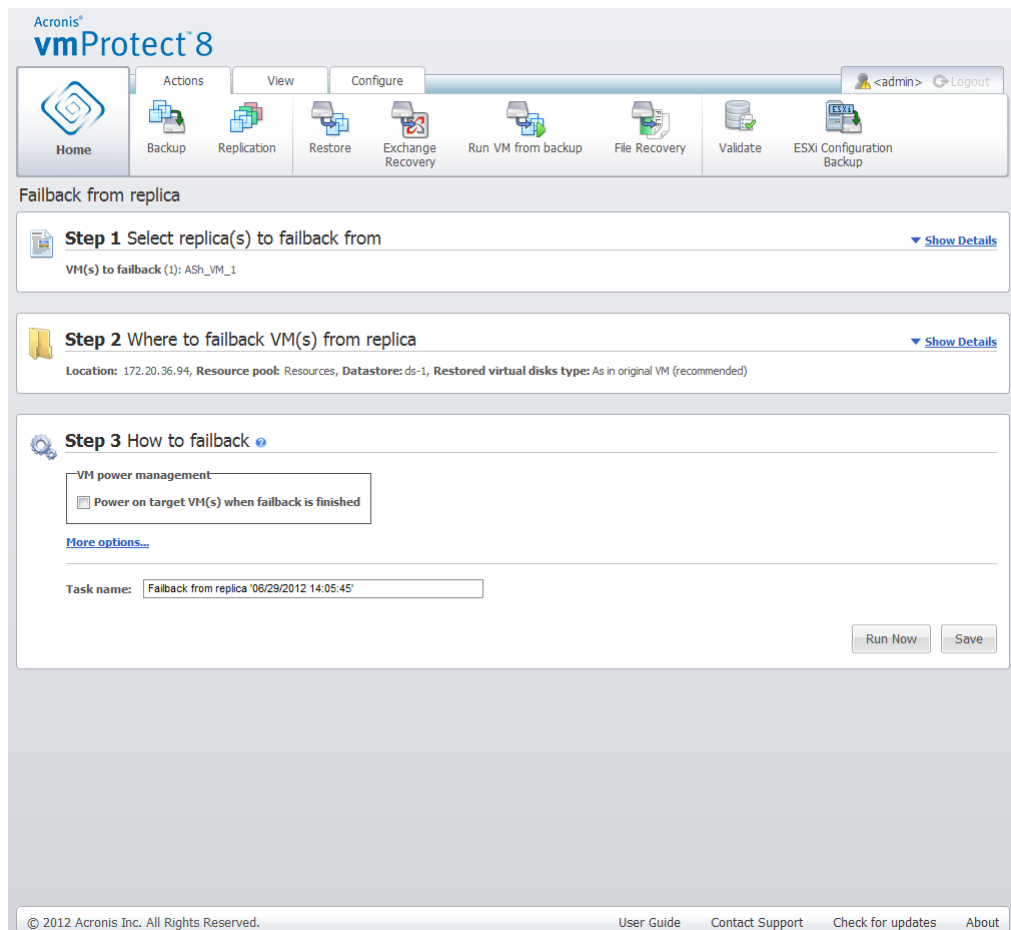 Acronis®
vmProtect™ 8
Actions
View
Configure
<admin>
Logout
Home
Backup
Replication
Restore
Exchange Recovery
Run VM from backup
File Recovery
Validate
ESXi
ESXi Configuration Backup
Failback from replica
Step 1 Select replica(s) to failback from
Show Details
VM(s) to failback (1): ASh_VM_1
Step 2 Where to failback VM(s) from replica
Show Details
Location: 172.20.36.94, Resource pool: Resources, Datastore: ds-1, Restored virtual disks type: As in original VM (recommended)
Step 3 How to failback ?
VM power management
Power on target VM(s) when failback is finished
More options...
Task name: Failback from replica '06/29/2012 14:05:45'
Run Now
Save
© 2012 Acronis Inc. All Rights Reserved.
User Guide
Contact Support
Check for updates
About